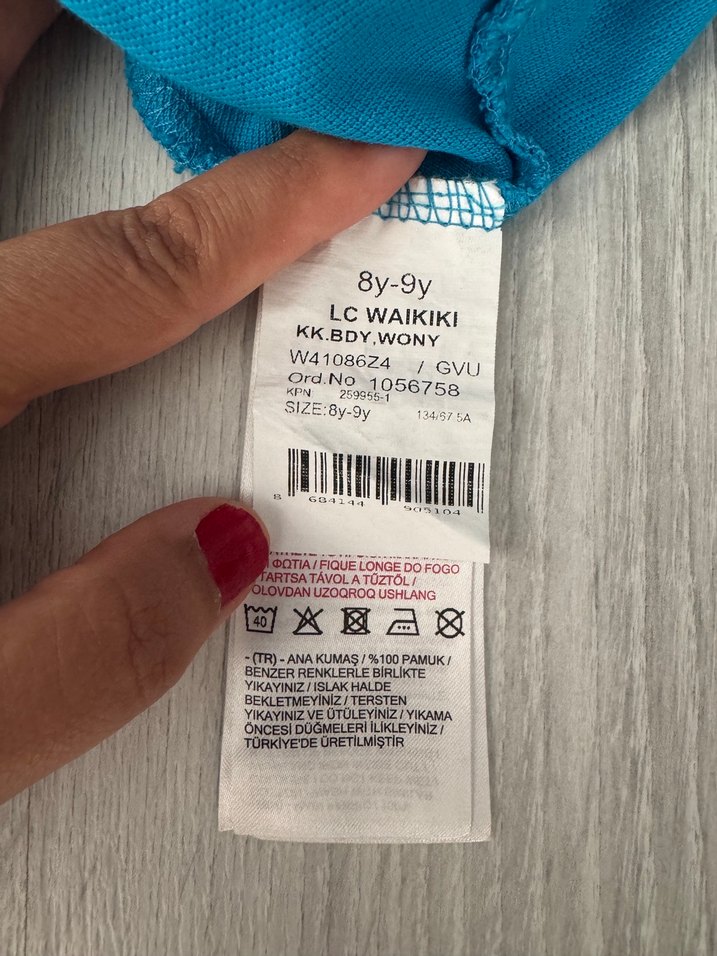 8y-9y
LC WAIKIKI
KK.BDY,WONY
W41086Z4 / GVU
Ord.No 1056758
KPN 259955-1
SIZE:8y-9y 134/67.5A
8 684144 905104
ΦΩΤΙΑ / FIQUE LONGE DO FOGO
TARTSA TÁVOL A TŰZTŐL /
OLOVDAN UZOQROQ USHLANG
40
- (TR) - ANA KUMAŞ / %100 PAMUK /
BENZER RENKLERLE BİRLİKTE
YIKAYINIZ / ISLAK HALDE
BEKLETMEYİNİZ / TERSTEN
YIKAYINIZ VE ÜTÜLEYİNİZ / YIKAMA
ÖNCESİ DÜĞMELERİ İLİKLEYİNİZ /
TÜRKİYE'DE ÜRETİLMİŞTİR